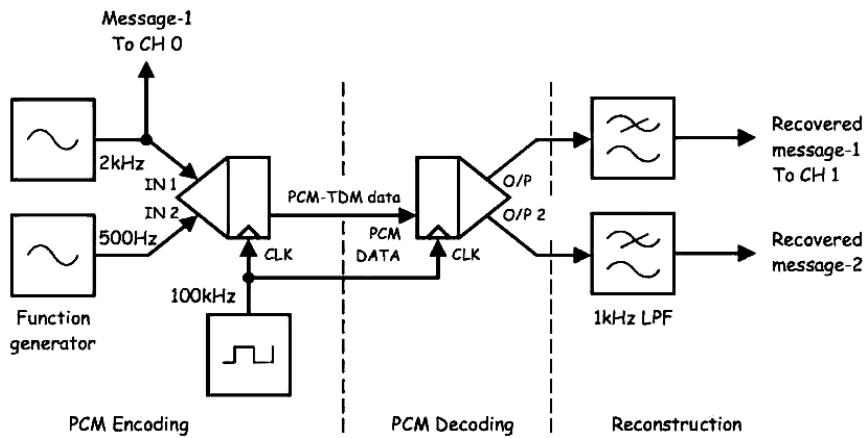 Message-1
To CH 0
2kHz
IN 1
IN 2
500Hz
Function
generator
100kHz
CLK
PCM-TDM data
PCM
DATA
CLK
O/P
O/P 2
1kHz LPF
Recovered
message-1
To CH 1
Recovered
message-2
PCM Encoding
PCM Decoding
Reconstruction